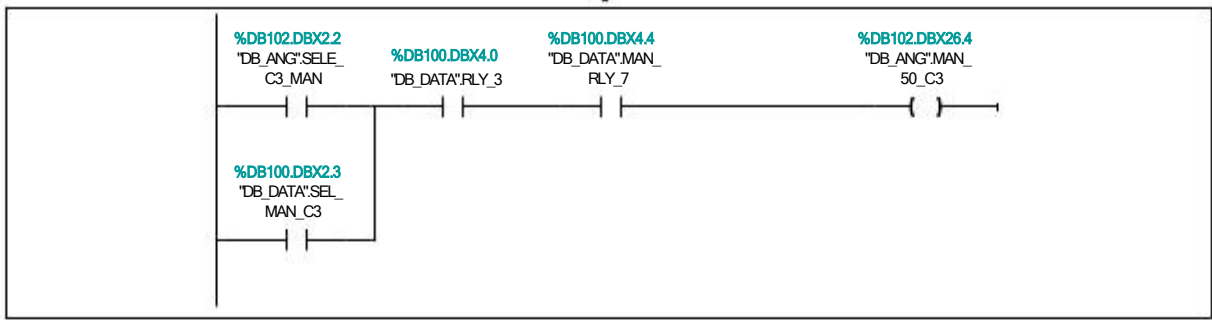 %DB102.DBX2.2
"DB_ANG".SELE_
C3_MAN
%DB100.DBX4.0
"DB_DATA".RLY_3
%DB100.DBX4.4
"DB_DATA".MAN_
RLY_7
%DB102.DBX26.4
"DB_ANG".MAN_
50_C3
%DB100.DBX2.3
"DB_DATA".SEL_
MAN_C3